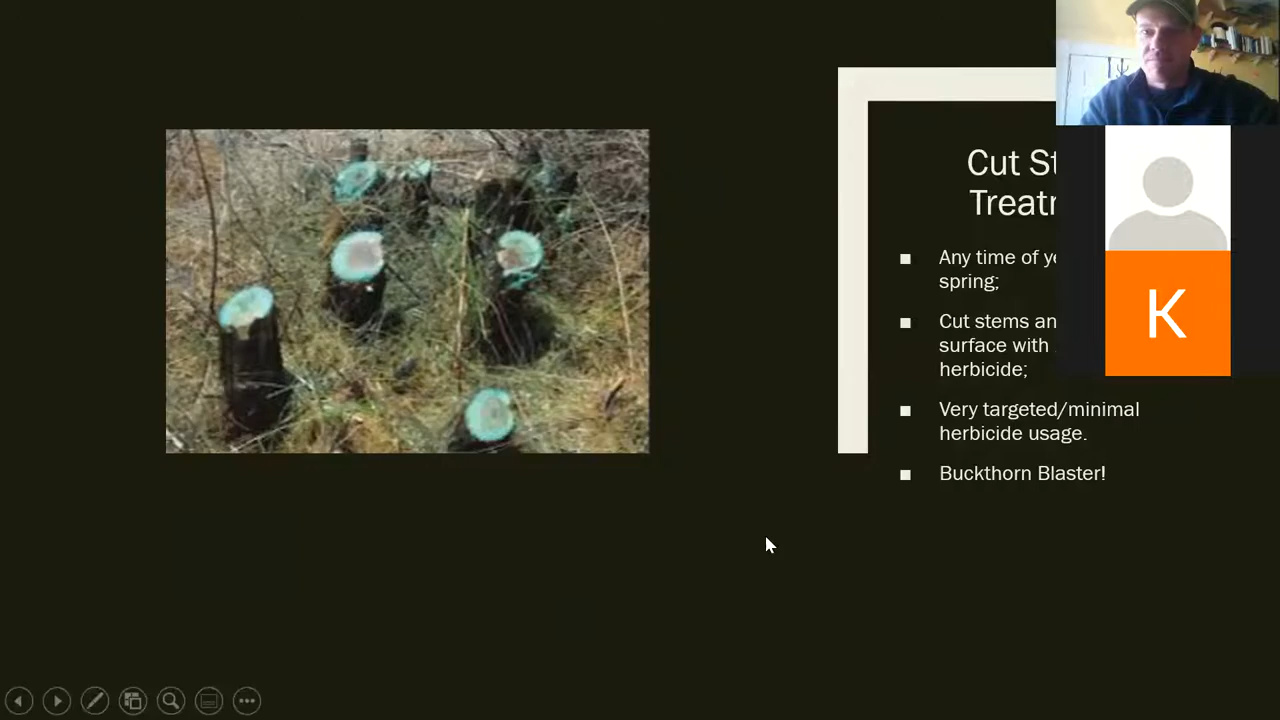 Cut St
Treatr
Any time of ye
spring;
Cut stems an
surface with
herbicide;
Very targeted/minimal
herbicide usage.
Buckthorn Blaster!
K